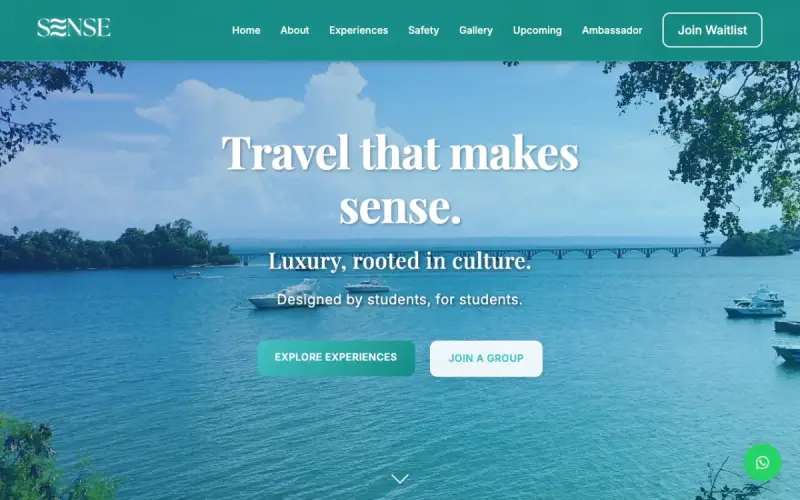 SENSE
Home About Experiences Safety Gallery Upcoming Ambassador Join Waitlist
Travel that makes
sense.
Luxury, rooted in culture.
Designed by students, for students.
EXPLORE EXPERIENCES JOIN A GROUP